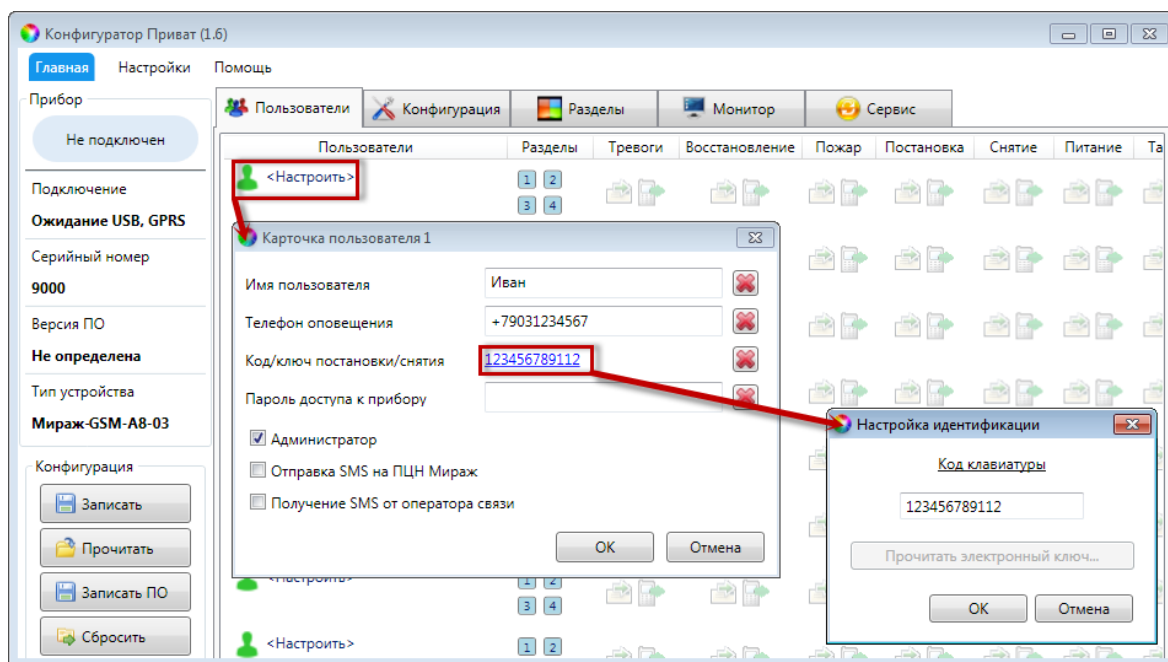 Конфигуратор Приват (1.6)
Главная Настройки Помощь
Прибор
Не подключен
Подключение
Ожидание USB, GPRS
Серийный номер
9000
Версия ПО
Не определена
Тип устройства
Мираж-GSM-A8-03
Конфигурация
Записать
Прочитать
Записать ПО
Сбросить
Пользователи Конфигурация Разделы Монитор Сервис
Пользователи Разделы Тревоги Восстановление Пожар Постановка Снятие Питание Та
<Настроить> 1 2
3 4
Карточка пользователя 1
Имя пользователя Иван
Телефон оповещения +79031234567
Код/ключ постановки/снятия 123456789112
Пароль доступа к прибору
Администратор
Отправка SMS на ПЦН Мираж
Получение SMS от оператора связи
OK Отмена
Настройка идентификации
Код клавиатуры
123456789112
Прочитать электронный ключ...
OK Отмена
<Настроить> 1 2
3 4
<Настроить> 1 2